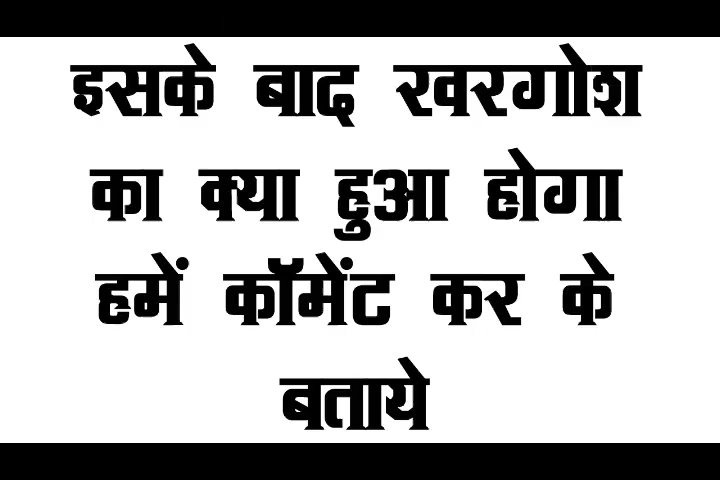 इसके बाद खरगोश
का क्या हुआ होगा
हमें कॉमेंट कर के
बताये